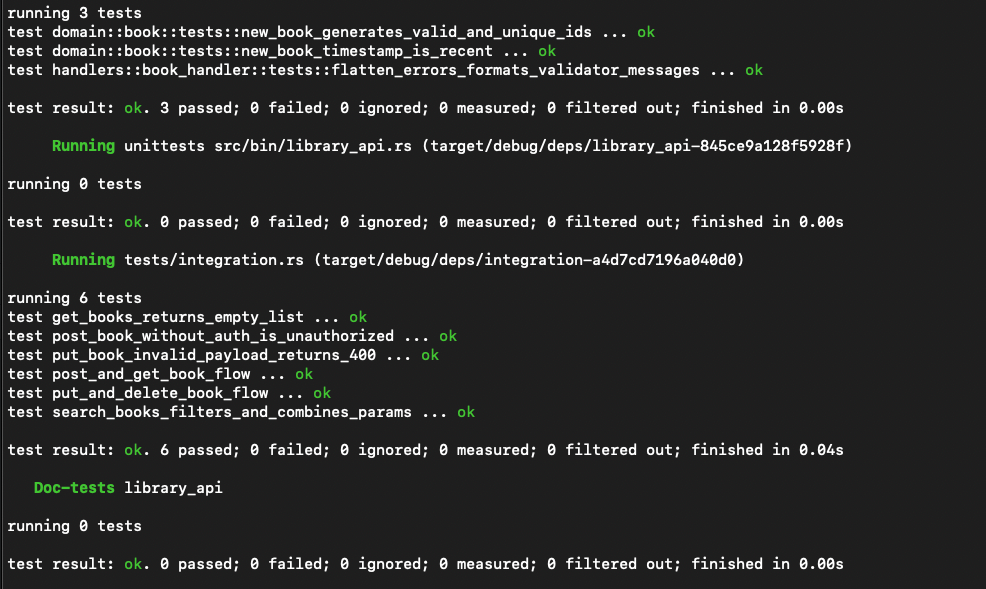 running 3 tests
test domain::book::tests::new_book_generates_valid_and_unique_ids ... ok
test domain::book::tests::new_book_timestamp_is_recent ... ok
test handlers::book_handler::tests::flatten_errors_formats_validator_messages ... ok
test result: ok. 3 passed; 0 failed; 0 ignored; 0 measured; 0 filtered out; finished in 0.00s
Running unittests src/bin/library_api.rs (target/debug/deps/library_api-845ce9a128f5928f)
running 0 tests
test result: ok. 0 passed; 0 failed; 0 ignored; 0 measured; 0 filtered out; finished in 0.00s
Running tests/integration.rs (target/debug/deps/integration-a4d7cd7196a040d0)
running 6 tests
test get_books_returns_empty_list ... ok
test post_book_without_auth_is_unauthorized ... ok
test put_book_invalid_payload_returns_400 ... ok
test post_and_get_book_flow ... ok
test put_and_delete_book_flow ... ok
test search_books_filters_and_combines_params ... ok
test result: ok. 6 passed; 0 failed; 0 ignored; 0 measured; 0 filtered out; finished in 0.04s
Doc-tests library_api
running 0 tests
test result: ok. 0 passed; 0 failed; 0 ignored; 0 measured; 0 filtered out; finished in 0.00s